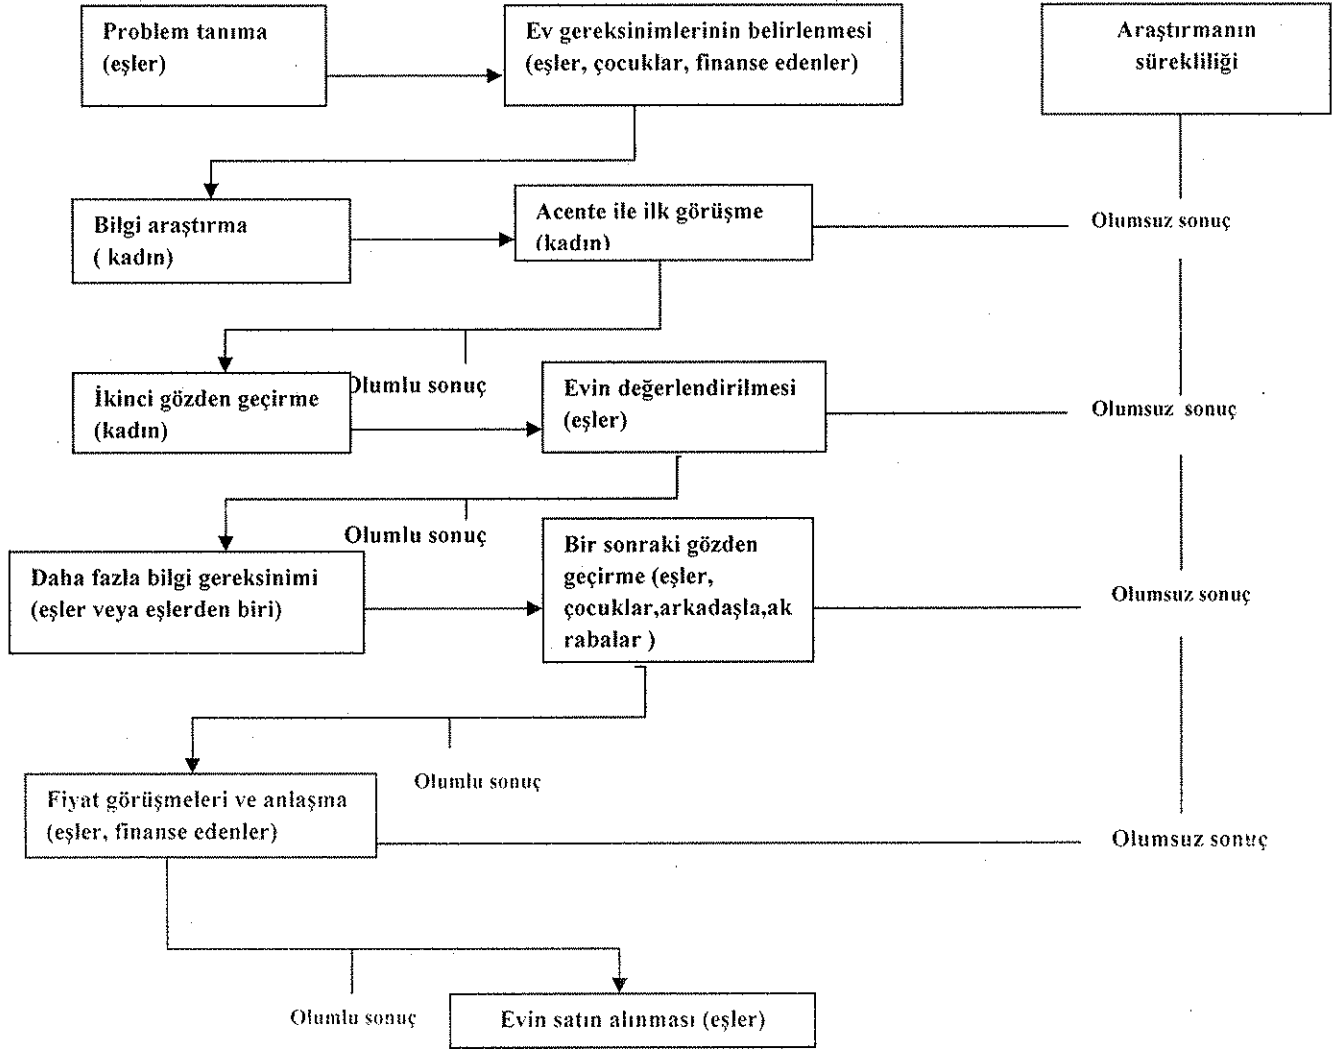 Problem tanıma
(eşler)
Ev gereksinimlerinin belirlenmesi
(eşler, çocuklar, finanse edenler)
Araştırmanın
sürekliliği
Bilgi araştırma
( kadın)
Acente ile ilk görüşme
(kadın)
Olumsuz sonuç
İkinci gözden geçirme
(kadın)
Olumlu sonuç
Evin değerlendirilmesi
(eşler)
Olumsuz sonuç
Olumlu sonuç
Daha fazla bilgi gereksinimi
(eşler veya eşlerden biri)
Bir sonraki gözden
geçirme (eşler,
çocuklar,arkadaşla,ak
rabalar )
Olumsuz sonuç
Olumlu sonuç
Fiyat görüşmeleri ve anlaşma
(eşler, finanse edenler)
Olumsuz sonuç
Olumlu sonuç
Evin satın alınması (eşler)